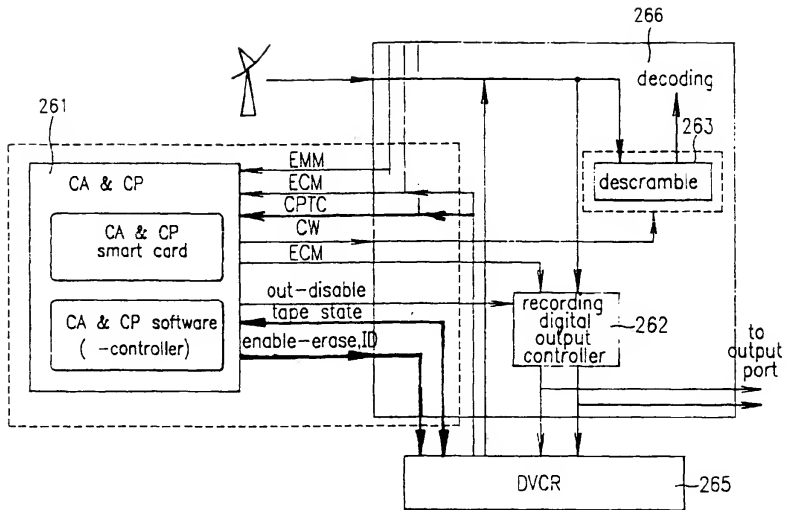 266
decoding
261
263
EMM
CA & CP
ECM
descramble
CPTC
CA & CP
smart card
CW
ECM
out-disable
recording
digital
output
controller
262
tape state
CA & CP software
( -controller)
enable-erase,ID
to
output
port
DVCR
265